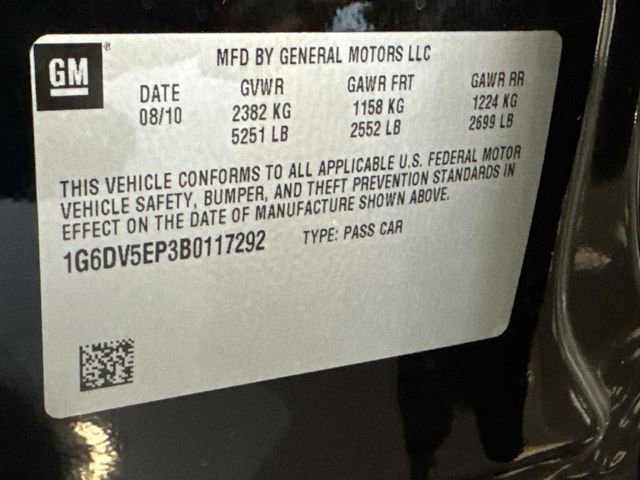 GM
MFD BY GENERAL MOTORS LLC
DATE GVWR GAWR FRT GAWR RR
08/10 2382 KG 1158 KG 1224 KG
5251 LB 2552 LB 2699 LB
THIS VEHICLE CONFORMS TO ALL APPLICABLE U.S. FEDERAL MOTOR
VEHICLE SAFETY, BUMPER, AND THEFT PREVENTION STANDARDS IN
EFFECT ON THE DATE OF MANUFACTURE SHOWN ABOVE.
1G6DV5EP3B0117292 TYPE: PASS CAR